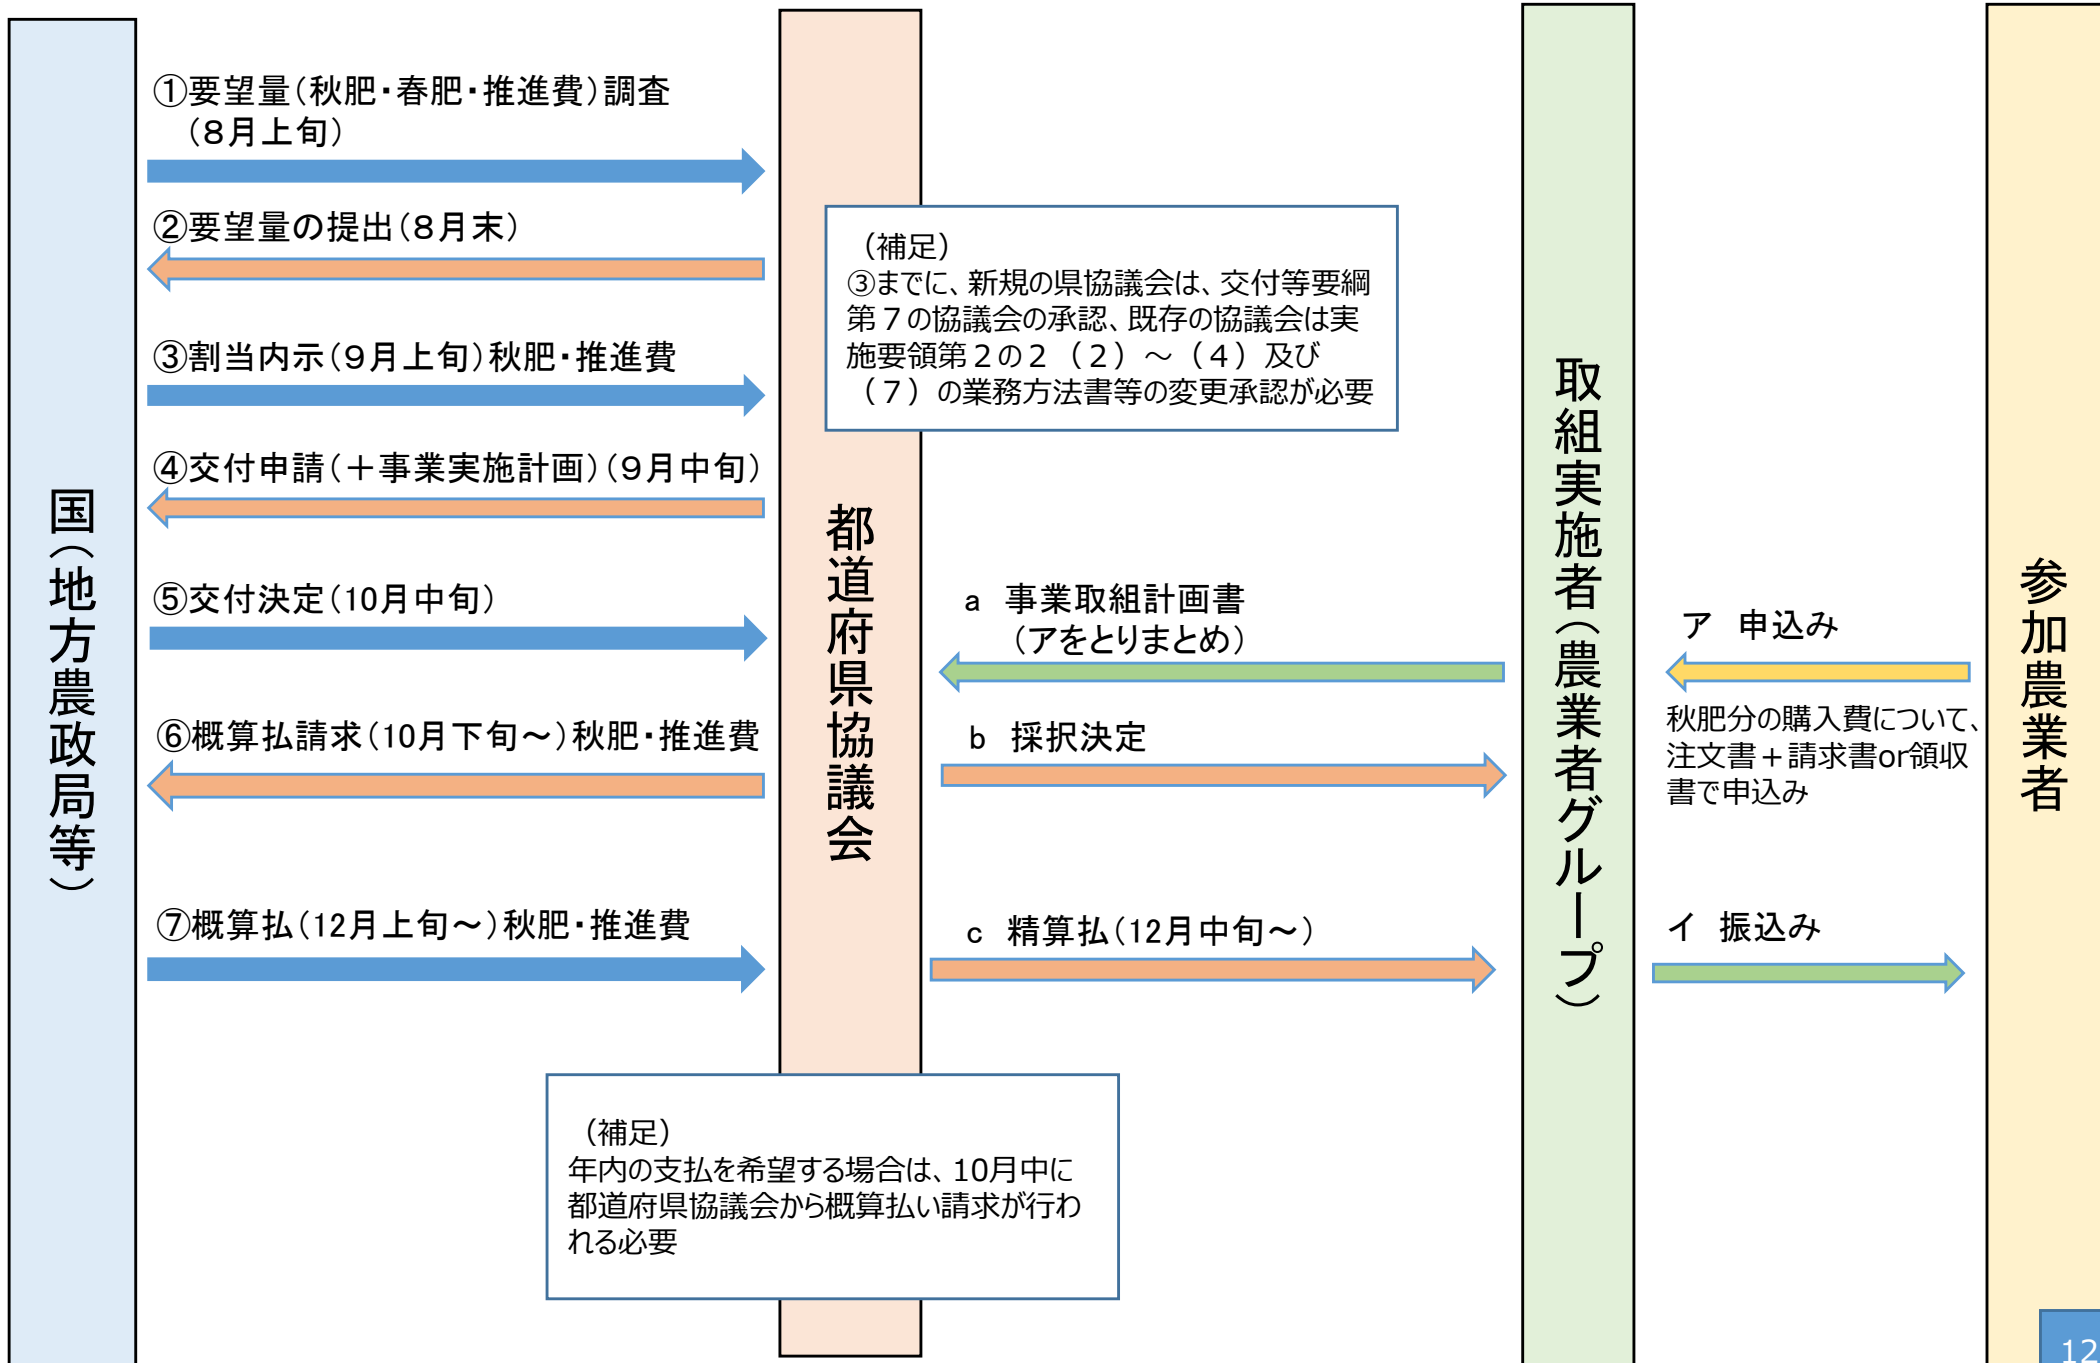 ①要望量（秋肥・春肥・推進費）調査
（８月上旬）
②要望量の提出（８月末）
③割当内示（９月上旬）秋肥・推進費
④交付申請（＋事業実施計画）（９月中旬）
⑤交付決定（10月中旬）
⑥概算払請求（10月下旬～）秋肥・推進費
⑦概算払（12月上旬～）秋肥・推進費
国（地方農政局等）
都道府県協議会
（補足）
③までに、新規の県協議会は、交付等要綱
第７の協議会の承認、既存の協議会は実
施要領第２の２（２）～（４）及び
（７）の業務方法書等の変更承認が必要
a　事業取組計画書
（アをとりまとめ）
b　採択決定
c　精算払（12月中旬～）
（補足）
年内の支払を希望する場合は、10月中に
都道府県協議会から概算払い請求が行わ
れる必要
取組実施者（農業者グループ）
ア　申込み
秋肥分の購入費について、
注文書＋請求書or領収
書で申込み
イ　振込み
参加農業者
12